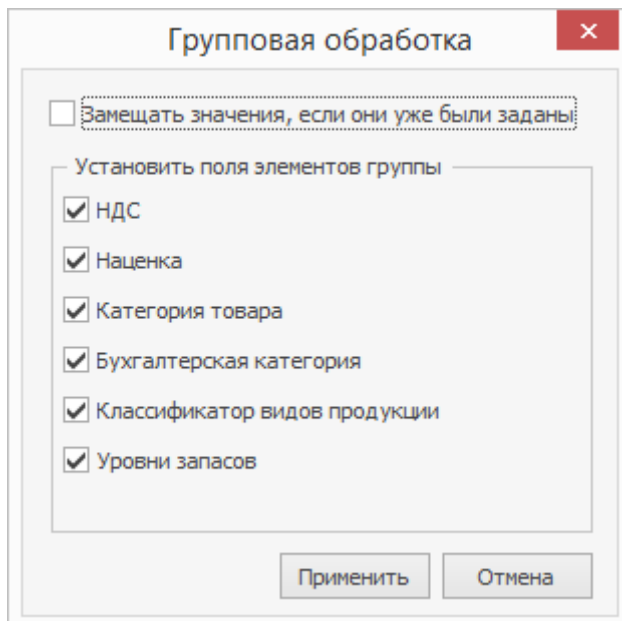 Групповая обработка
Замещать значения, если они уже были заданы
Установить поля элементов группы
НДС
Наценка
Категория товара
Бухгалтерская категория
Классификатор видов продукции
Уровни запасов
Применить
Отмена